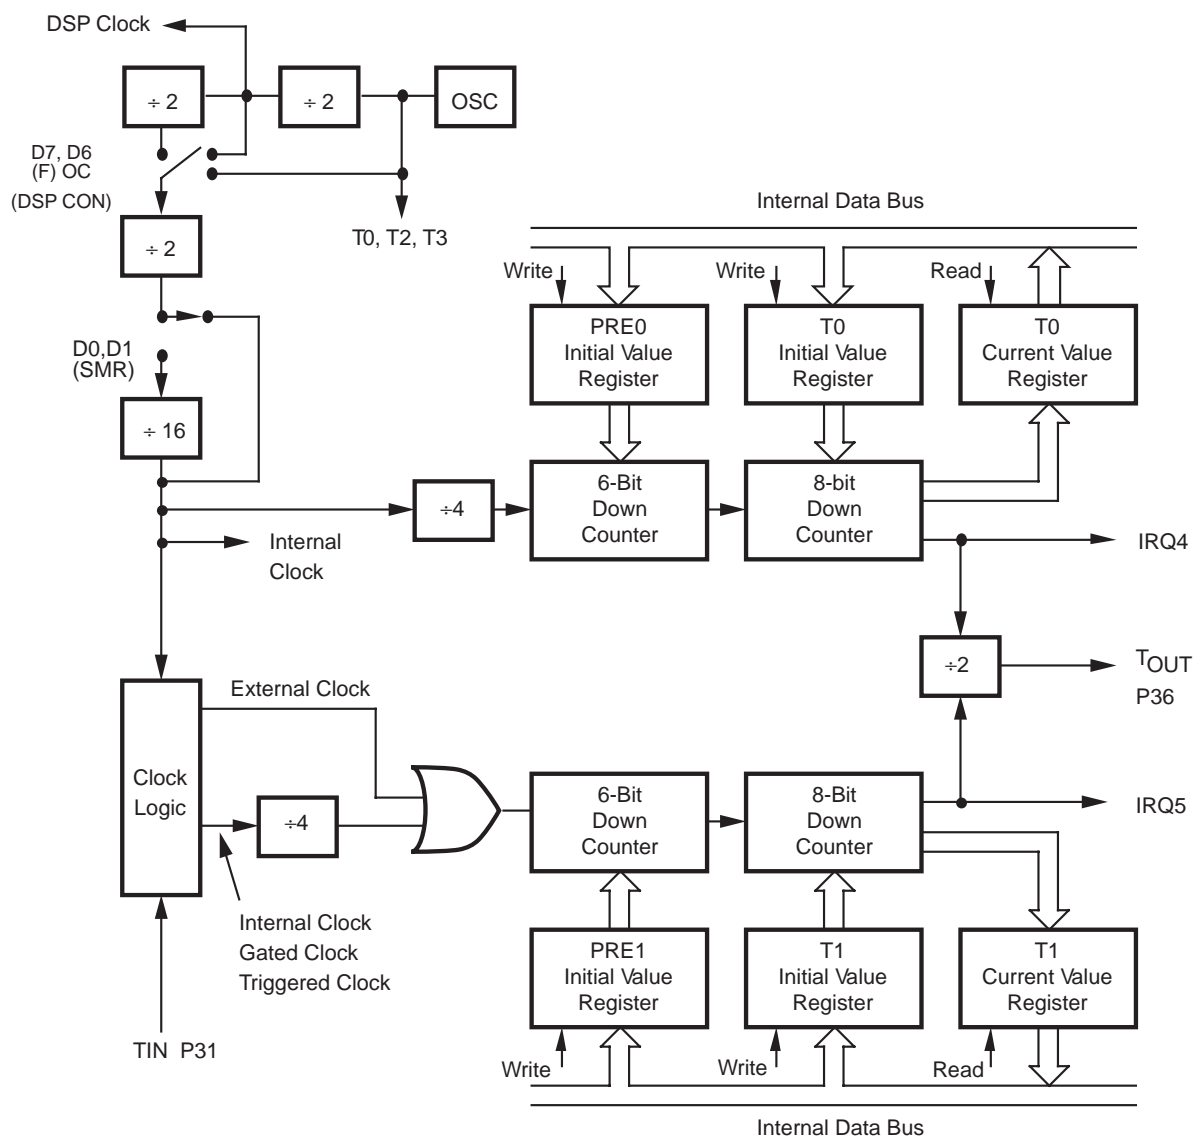 DSP Clock
÷ 2
÷ 2
OSC
D7, D6
(F) OC
(DSP CON)
÷ 2
T0, T2, T3
Internal Data Bus
Write
Write
Read
PRE0
Initial Value
Register
T0
Initial Value
Register
T0
Current Value
Register
D0,D1
(SMR)
÷ 16
÷4
6-Bit
Down
Counter
8-bit
Down
Counter
Internal
Clock
IRQ4
÷2
TOUT
P36
External Clock
Clock
Logic
÷4
6-Bit
Down
Counter
8-Bit
Down
Counter
IRQ5
Internal Clock
Gated Clock
Triggered Clock
PRE1
Initial Value
Register
T1
Initial Value
Register
T1
Current Value
Register
TIN P31
Write
Write
Read
Internal Data Bus